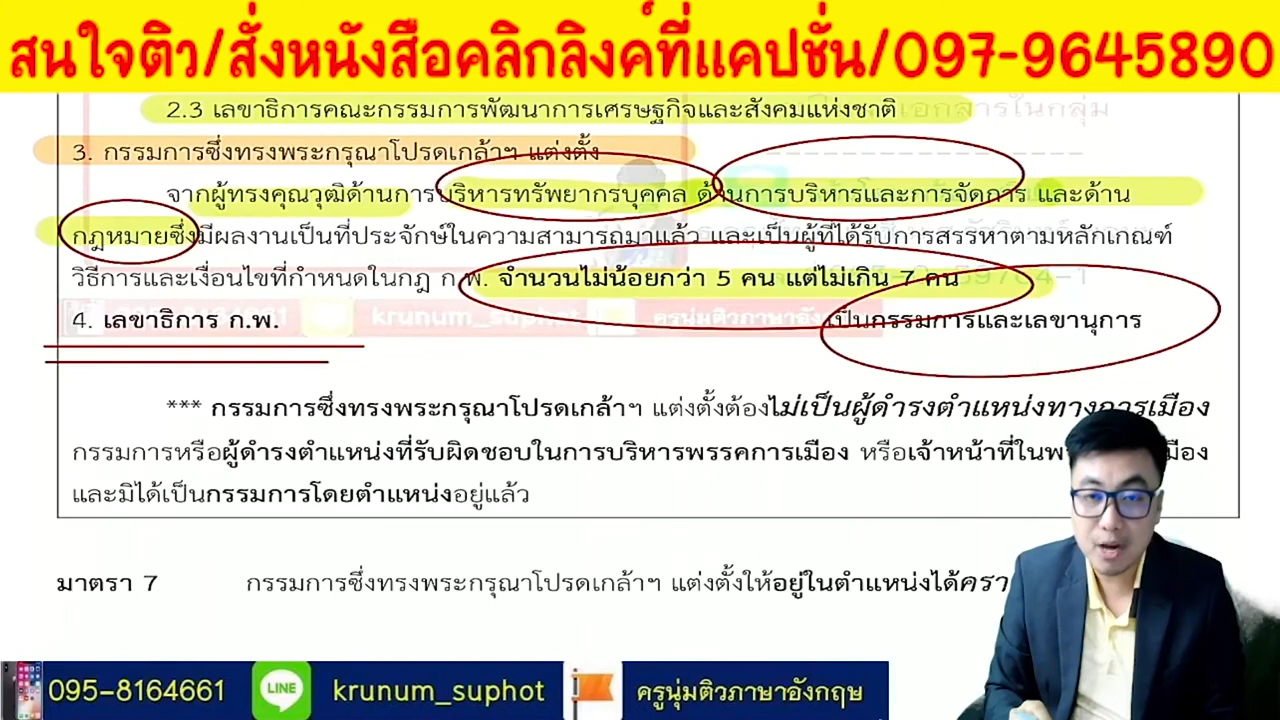 สนใจติว/สั่งหนังสือคลิกลิงค์ที่แคปชั่น/097-9645890
2.3 เลขาธิการคณะกรรมการพัฒนาการเศรษฐกิจและสังคมแห่งชาติ
3. กรรมการซึ่งทรงพระกรุณาโปรดเกล้าฯ แต่งตั้ง
จากผู้ทรงคุณวุฒิด้านการบริหารทรัพยากรบุคคล ด้านการบริหารและการจัดการ และด้าน
กฎหมายซึ่งมีผลงานเป็นที่ประจักษ์ในความสามารถมาแล้ว และเป็นผู้ที่ได้รับการสรรหาตามหลักเกณฑ์
วิธีการและเงื่อนไขที่กำหนดในกฎ ก.พ. จำนวนไม่น้อยกว่า 5 คน แต่ไม่เกิน 7 คน
4. เลขาธิการ ก.พ. เป็นกรรมการและเลขานุการ
*** กรรมการซึ่งทรงพระกรุณาโปรดเกล้าฯ แต่งตั้งต้องไม่เป็นผู้ดำรงตำแหน่งทางการเมือง
กรรมการหรือผู้ดำรงตำแหน่งที่รับผิดชอบในการบริหารพรรคการเมือง หรือเจ้าหน้าที่ในพ เมือง
และมิได้เป็นกรรมการโดยตำแหน่งอยู่แล้ว
มาตรา 7 กรรมการซึ่งทรงพระกรุณาโปรดเกล้าฯ แต่งตั้งให้อยู่ในตำแหน่งได้ครา
095-8164661 LINE krunum_suphot ครูนุ่มติวภาษาอังกฤษ